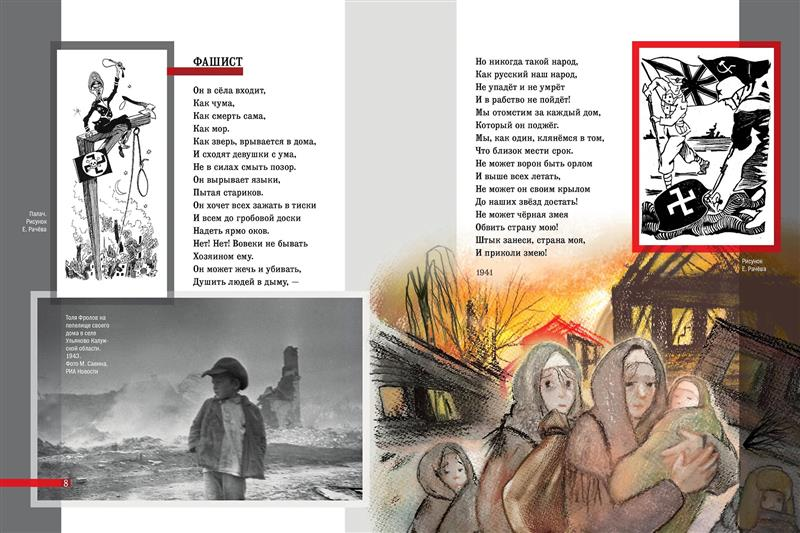 Палач.
Рисунок
Е. Рачёва
ФАШИСТ
Он в сёла входит,
Как чума,
Как смерть сама,
Как мор.
Как зверь, врывается в дома,
И сходят девушки с ума,
Не в силах смыть позор.
Он вырывает языки,
Пытая стариков.
Он хочет всех зажать в тиски
И всем до гробовой доски
Надеть ярмо оков.
Нет! Нет! Вовеки не бывать
Хозяином ему.
Он может жечь и убивать,
Душить людей в дыму, —
Толя Фролов на
пепелище своего
дома в селе
Ульяново Калуж-
ской области.
1943.
Фото М. Савина,
РИА Новости
8
Но никогда такой народ,
Как русский наш народ,
Не упадёт и не умрёт
И в рабство не пойдёт!
Мы отомстим за каждый дом,
Который он поджёг.
Мы, как один, клянёмся в том,
Что близок мести срок.
Не может ворон быть орлом
И выше всех летать,
Не может он своим крылом
До наших звёзд достать!
Не может чёрная змея
Обвить страну мою!
Штык занеси, страна моя,
И приколи змею!
1941
Рисунок
Е. Рачёва